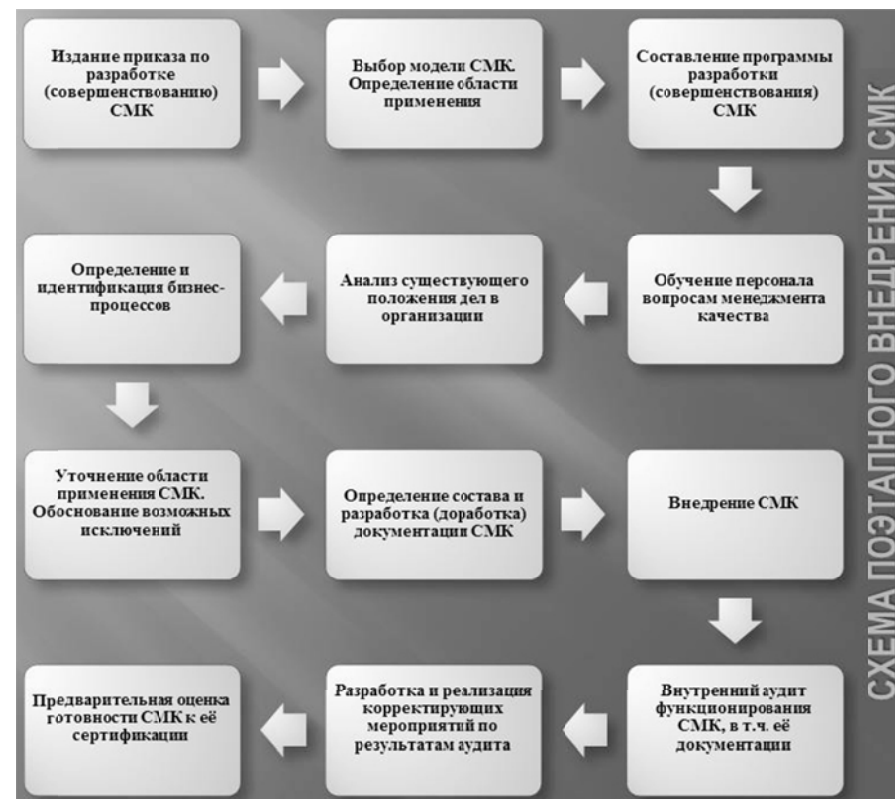 Издание приказа по
разработке
(совершенствованию)
СМК
Выбор модели СМК.
Определение области
применения
Составление программы
разработки
(совершенствования)
СМК
Обучение персонала
вопросам менеджмента
качества
Анализ существующего
положения дел в
организации
Определение и
идентификация бизнес-
процессов
Уточнение области
применения СМК.
Обоснование возможных
исключений
Определение состава и
разработка (доработка)
документации СМК
Внедрение СМК
Внутренний аудит
функционирования
СМК, в т.ч. её
документации
Разработка и реализация
корректирующих
мероприятий по
результатам аудита
Предварительная оценка
готовности СМК к её
сертификации
СХЕМА ПОЭТАПНОГО ВНЕДРЕНИЯ СМК